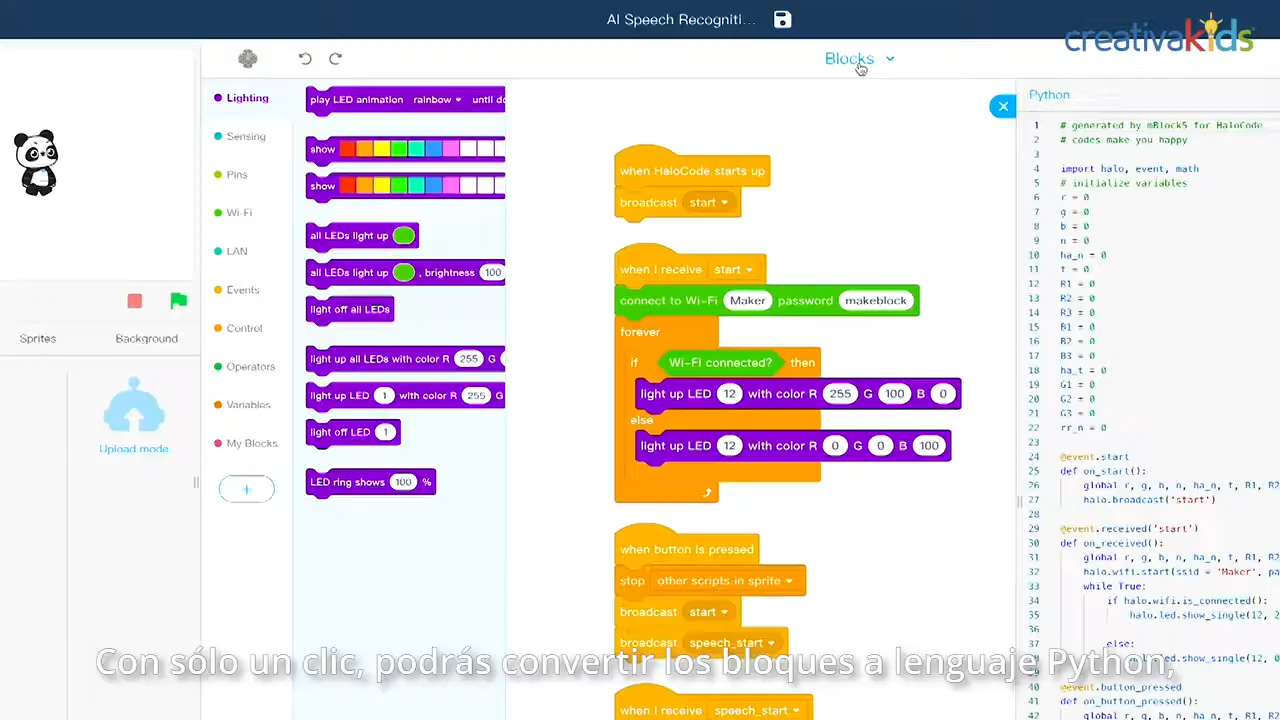 AI Speech Recogniti...
creativakids
Blocks
Lighting
Sensing
Pins
Wi-Fi
LAN
Events
Control
Operators
Variables
My Blocks
+
Sprites
Background
Upload mode
play LED animation rainbow until do
show
show
all LEDs light up
all LEDs light up , brightness 100
light off all LEDs
light up all LEDs with color R 255 G
light up LED 1 with color R 255 G
light off LED 1
LED ring shows 100 %
when HaloCode starts up
broadcast start
when I receive start
connect to Wi-Fi Maker password makeblock
forever
if Wi-Fi connected? then
light up LED 12 with color R 255 G 100 B 0
else
light up LED 12 with color R 0 G 0 B 100
when button is pressed
stop other scripts in sprite
broadcast start
broadcast speech_start
when I receive speech_start
Python
1 # generated by mBlock5 for HaloCode
2 # codes make you happy
3
4 import halo, event, math
5 # initialize variables
6 r = 0
7 g = 0
8 b = 0
9 n = 0
10 ha_n = 0
11 t = 0
12 R1 = 0
13 R2 = 0
14 R3 = 0
15 B1 = 0
16 B2 = 0
17 B3 = 0
18 ha_t = 0
19 G1 = 0
20 G2 = 0
21 G3 = 0
22 rr_n = 0
23
24 @event.start
25 def on_start():
26 global r, g, b, n, ha_n, t, R1, R2
27 halo.broadcast('start')
28
29 @event.received('start')
30 def on_received():
31 global r, g, b, n, ha_n, t, R1, R2
32 halo.wifi.start(ssid = 'Maker', pa
33 while True:
34 if halo.wifi.is_connected():
35 halo.led.show_single(12, 2
36
37 else:
.led.show_single(12, 0
40 @event.button_pressed
41 def on_button_pressed():
42 global r, g, b, n, ha_n, t, R1, R2
Con sólo un clic, podrás convertir los bloques a lenguaje Python,